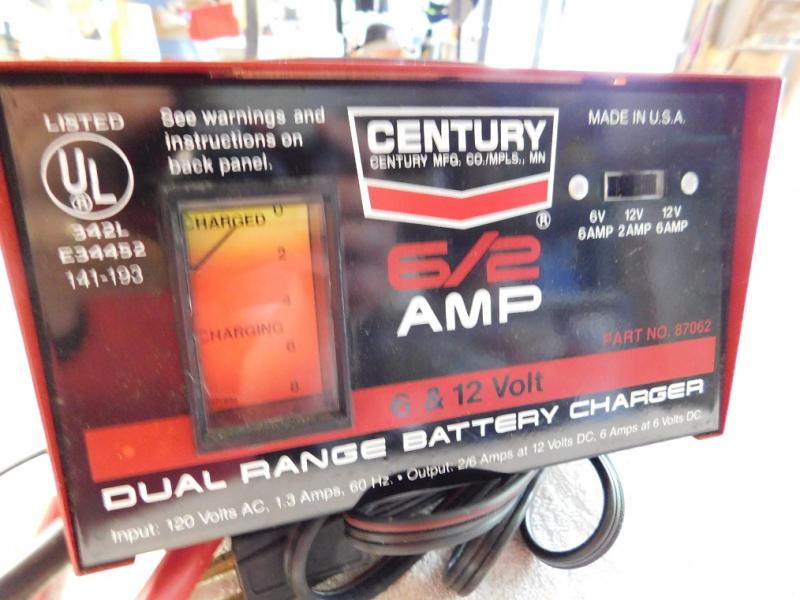 LISTED
UL
®
342L
E34452
141-193
See warnings and
instructions on
back panel.
CHARGED
0
2
4
CHARGING
6
8
CENTURY
CENTURY MFG. CO./MPLS., MN
®
6/2
AMP
MADE IN U.S.A.
6V 12V 12V
6AMP 2AMP 6AMP
PART NO. 87062
6 & 12 Volt
DUAL RANGE BATTERY CHARGER
Input: 120 Volts AC, 1.3 Amps, 60 Hz. • Output: 2/6 Amps at 12 Volts DC, 6 Amps at 6 Volts DC